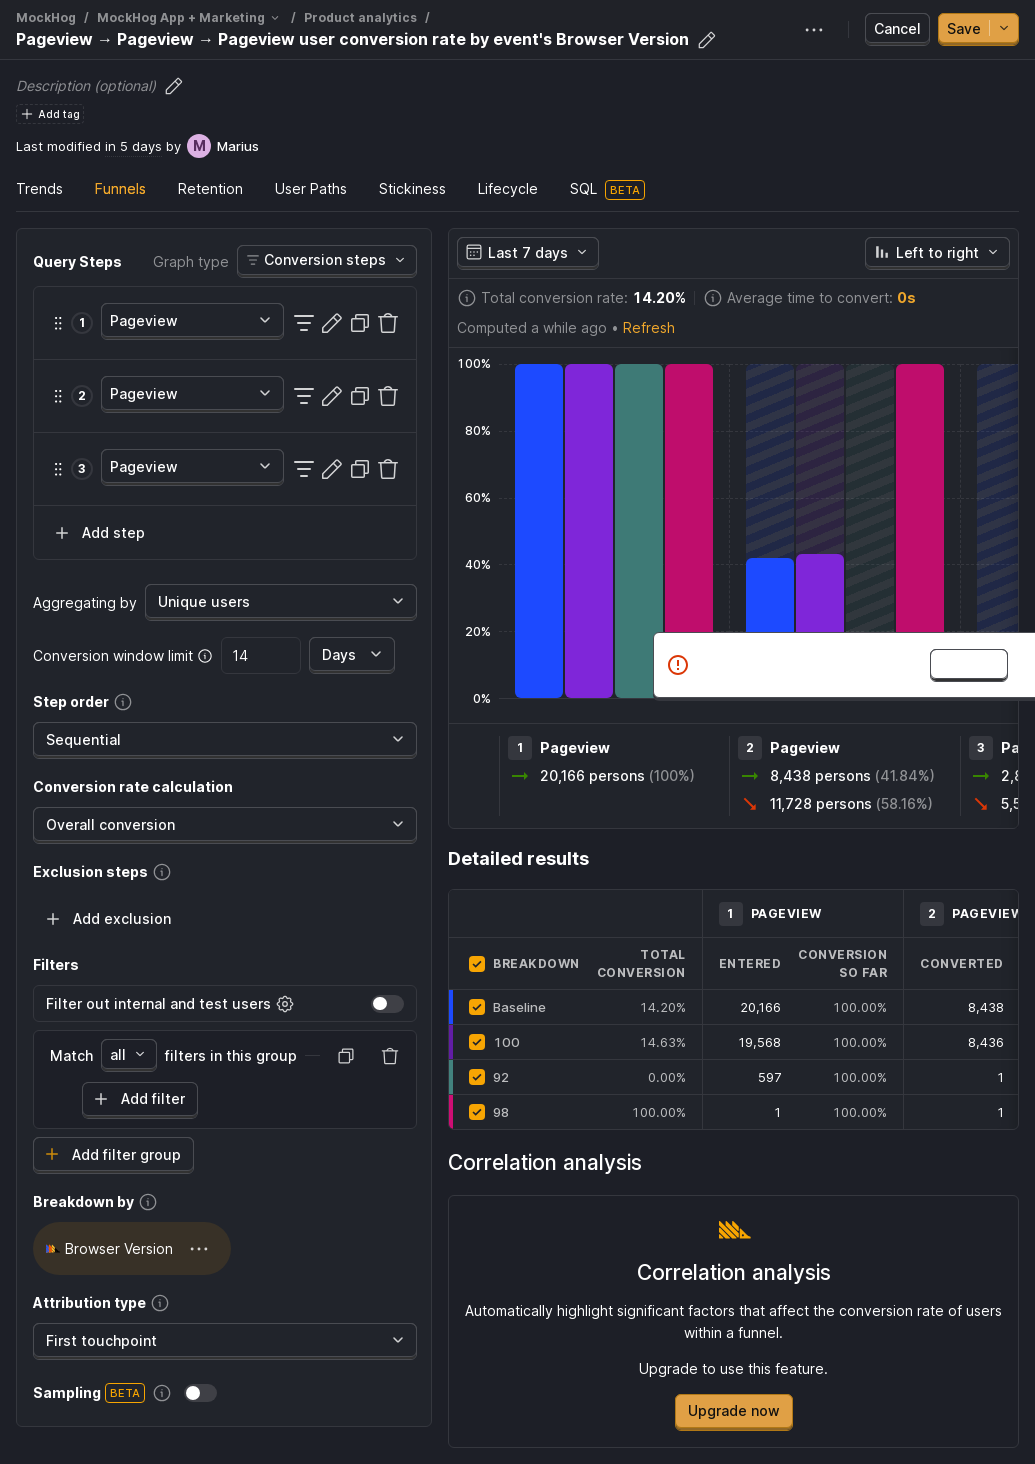 MockHog / MockHog App + Marketing / Product analytics /
Pageview → Pageview → Pageview user conversion rate by event's Browser Version
Cancel
Save
Description (optional)
Add tag
Last modified in 5 days by M Marius
Trends Funnels Retention User Paths Stickiness Lifecycle SQL BETA
Query Steps Graph type Conversion steps
1 Pageview
2 Pageview
3 Pageview
Add step
Aggregating by Unique users
Conversion window limit 14 Days
Step order
Sequential
Conversion rate calculation
Overall conversion
Exclusion steps
Add exclusion
Filters
Filter out internal and test users
Match all filters in this group
Add filter
Add filter group
Breakdown by
Browser Version
Attribution type
First touchpoint
Sampling BETA
Last 7 days
Left to right
Total conversion rate: 14.20% Average time to convert: 0s
Computed a while ago • Refresh
100%
80%
60%
40%
20%
0%
1 Pageview
20,166 persons (100%)
2 Pageview
8,438 persons (41.84%)
11,728 persons (58.16%)
3 Pa
2,8
5,5
Detailed results
1 PAGEVIEW 2 PAGEVIEW
BREAKDOWN TOTAL CONVERSION ENTERED CONVERSION SO FAR CONVERTED
Baseline 14.20% 20,166 100.00% 8,438
100 14.63% 19,568 100.00% 8,436
92 0.00% 597 100.00% 1
98 100.00% 1 100.00% 1
Correlation analysis
Correlation analysis
Automatically highlight significant factors that affect the conversion rate of users
within a funnel.
Upgrade to use this feature.
Upgrade now